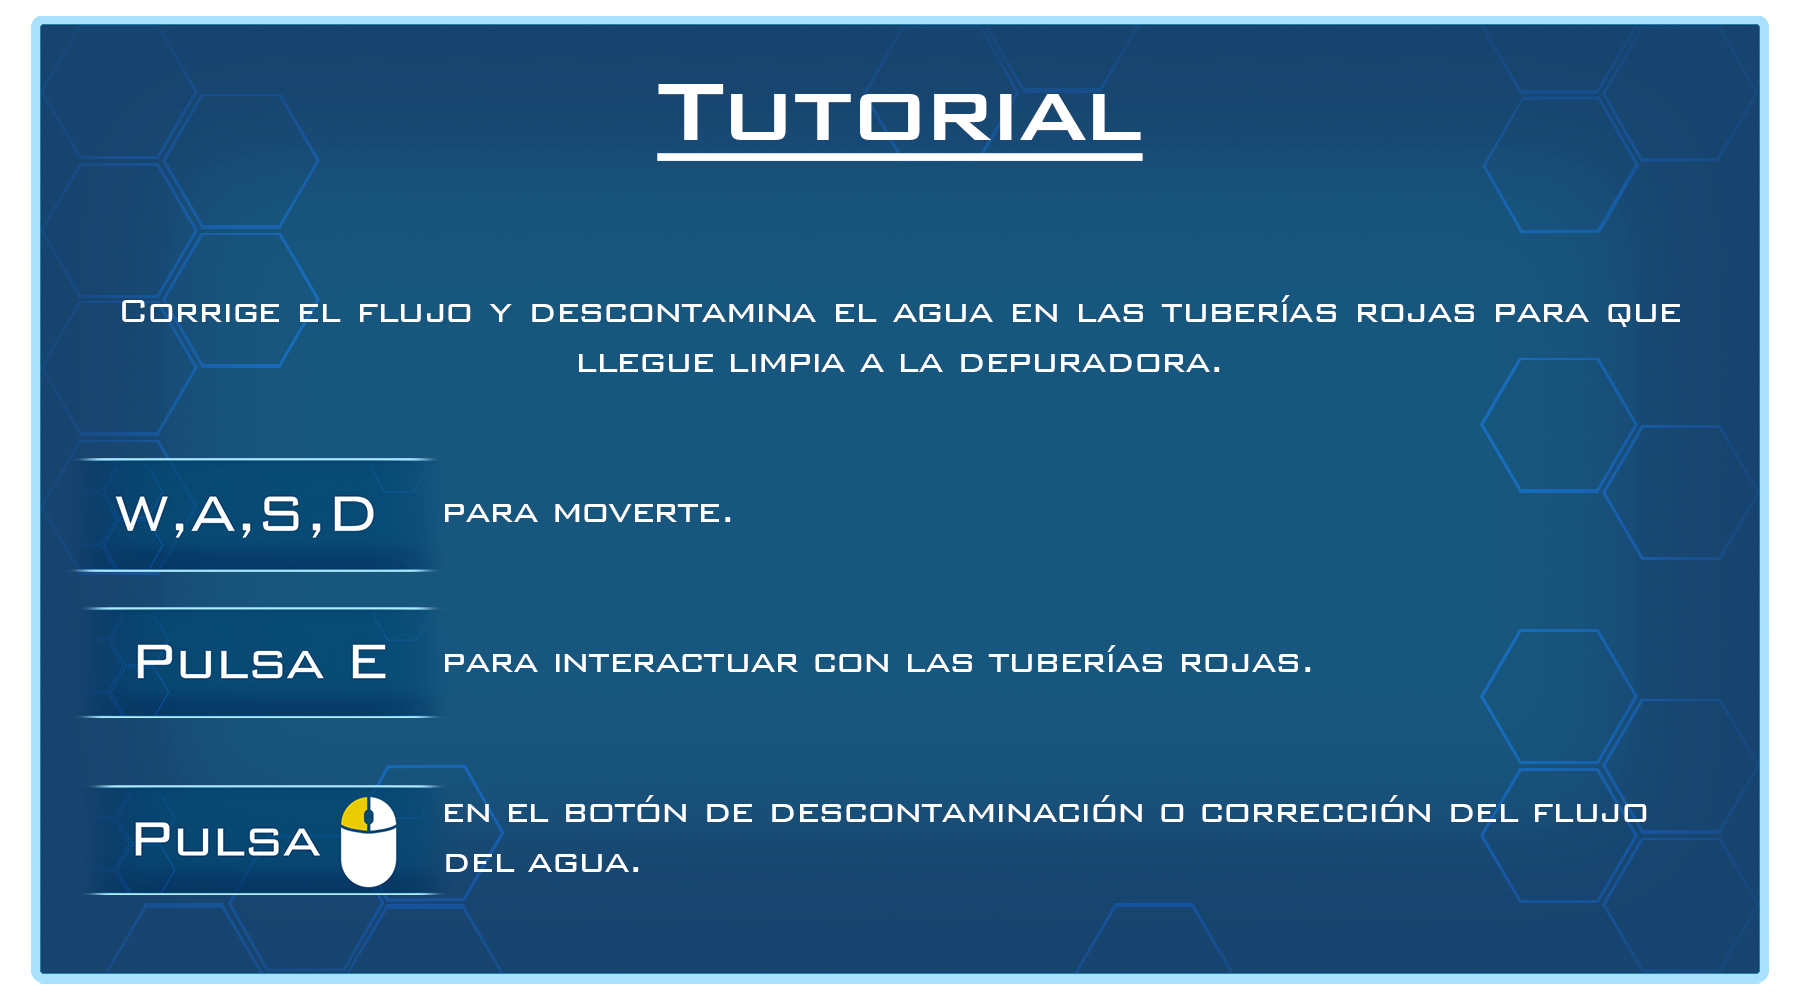 Tutorial
Corrige el flujo y descontamina el agua en las tuberías rojas para que
llegue limpia a la depuradora.
W,A,S,D para moverte.
Pulsa E para interactuar con las tuberías rojas.
Pulsa en el botón de descontaminación o corrección del flujo
del agua.